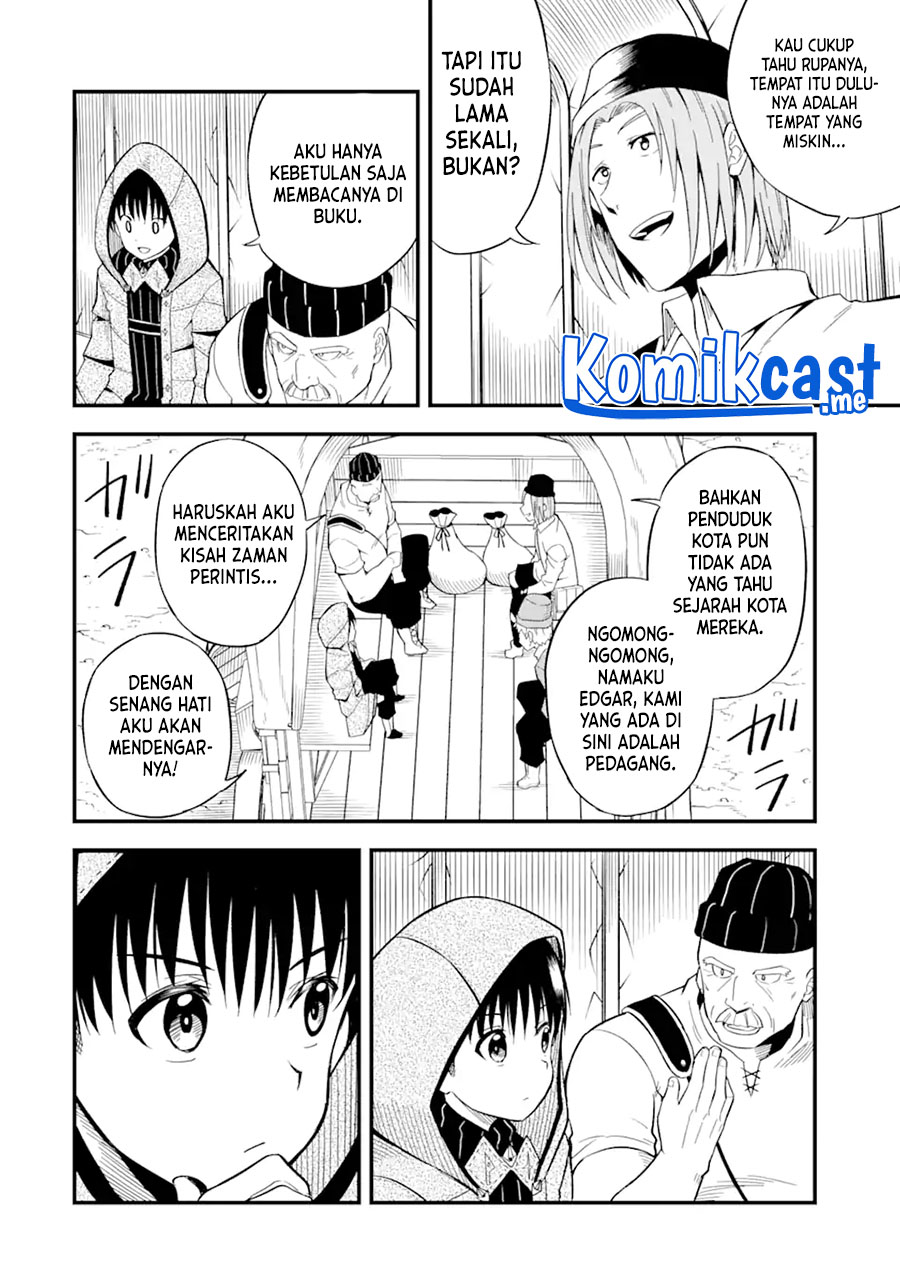 KAU CUKUP
TAHU RUPANYA,
TEMPAT ITU DULU-
NYA ADALAH
TEMPAT YANG
MISKIN...
TAPI ITU
SUDAH
LAMA
SEKALI,
BUKAN?
AKU HANYA
KEBETULAN SAJA
MEMBACANYA DI
BUKU.
Komikcast
.me
BAHKAN
PENDUDUK
KOTA PUN
TIDAK ADA
YANG TAHU
SEJARAH KOTA
MEREKA.
NGOMONG-
NGOMONG,
NAMAKU
EDGAR, KAMI
YANG ADA DI
SINI ADALAH
PEDAGANG.
ガタ
HARUSKAH AKU
MENCERITAKAN
KISAH ZAMAN
PERINTIS...
DENGAN
SENANG HATI
AKU AKAN
MENDENGAR-
NYA!
ガタ